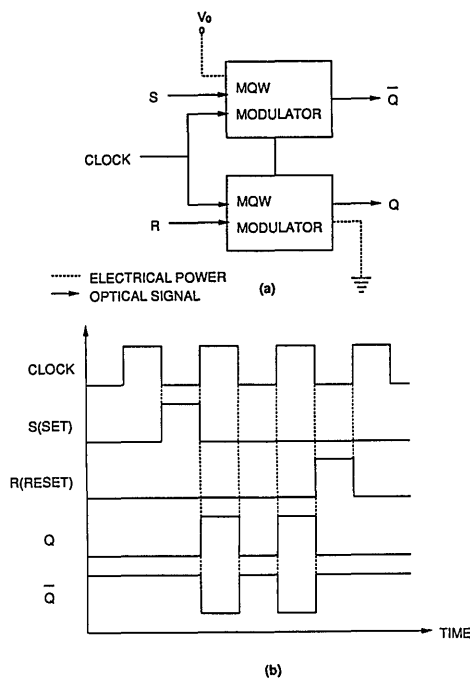 V₀
S
MQW
MODULATOR
Q̅
CLOCK
R
MQW
MODULATOR
Q
ELECTRICAL POWER
OPTICAL SIGNAL
(a)
CLOCK
S(SET)
R(RESET)
Q
Q̅
TIME
(b)